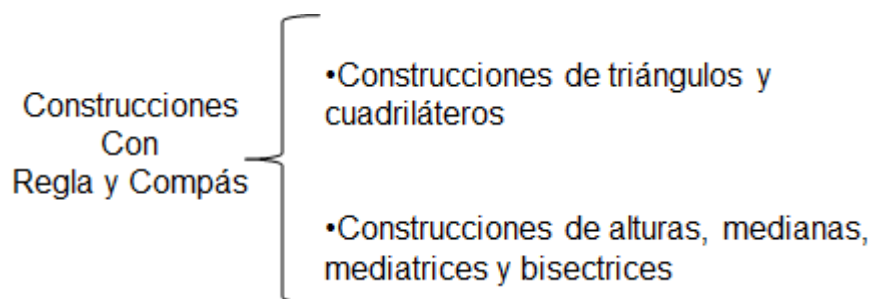 Construcciones
Con
Regla y Compás
•Construcciones de triángulos y
cuadriláteros
•Construcciones de alturas, medianas,
mediatrices y bisectrices